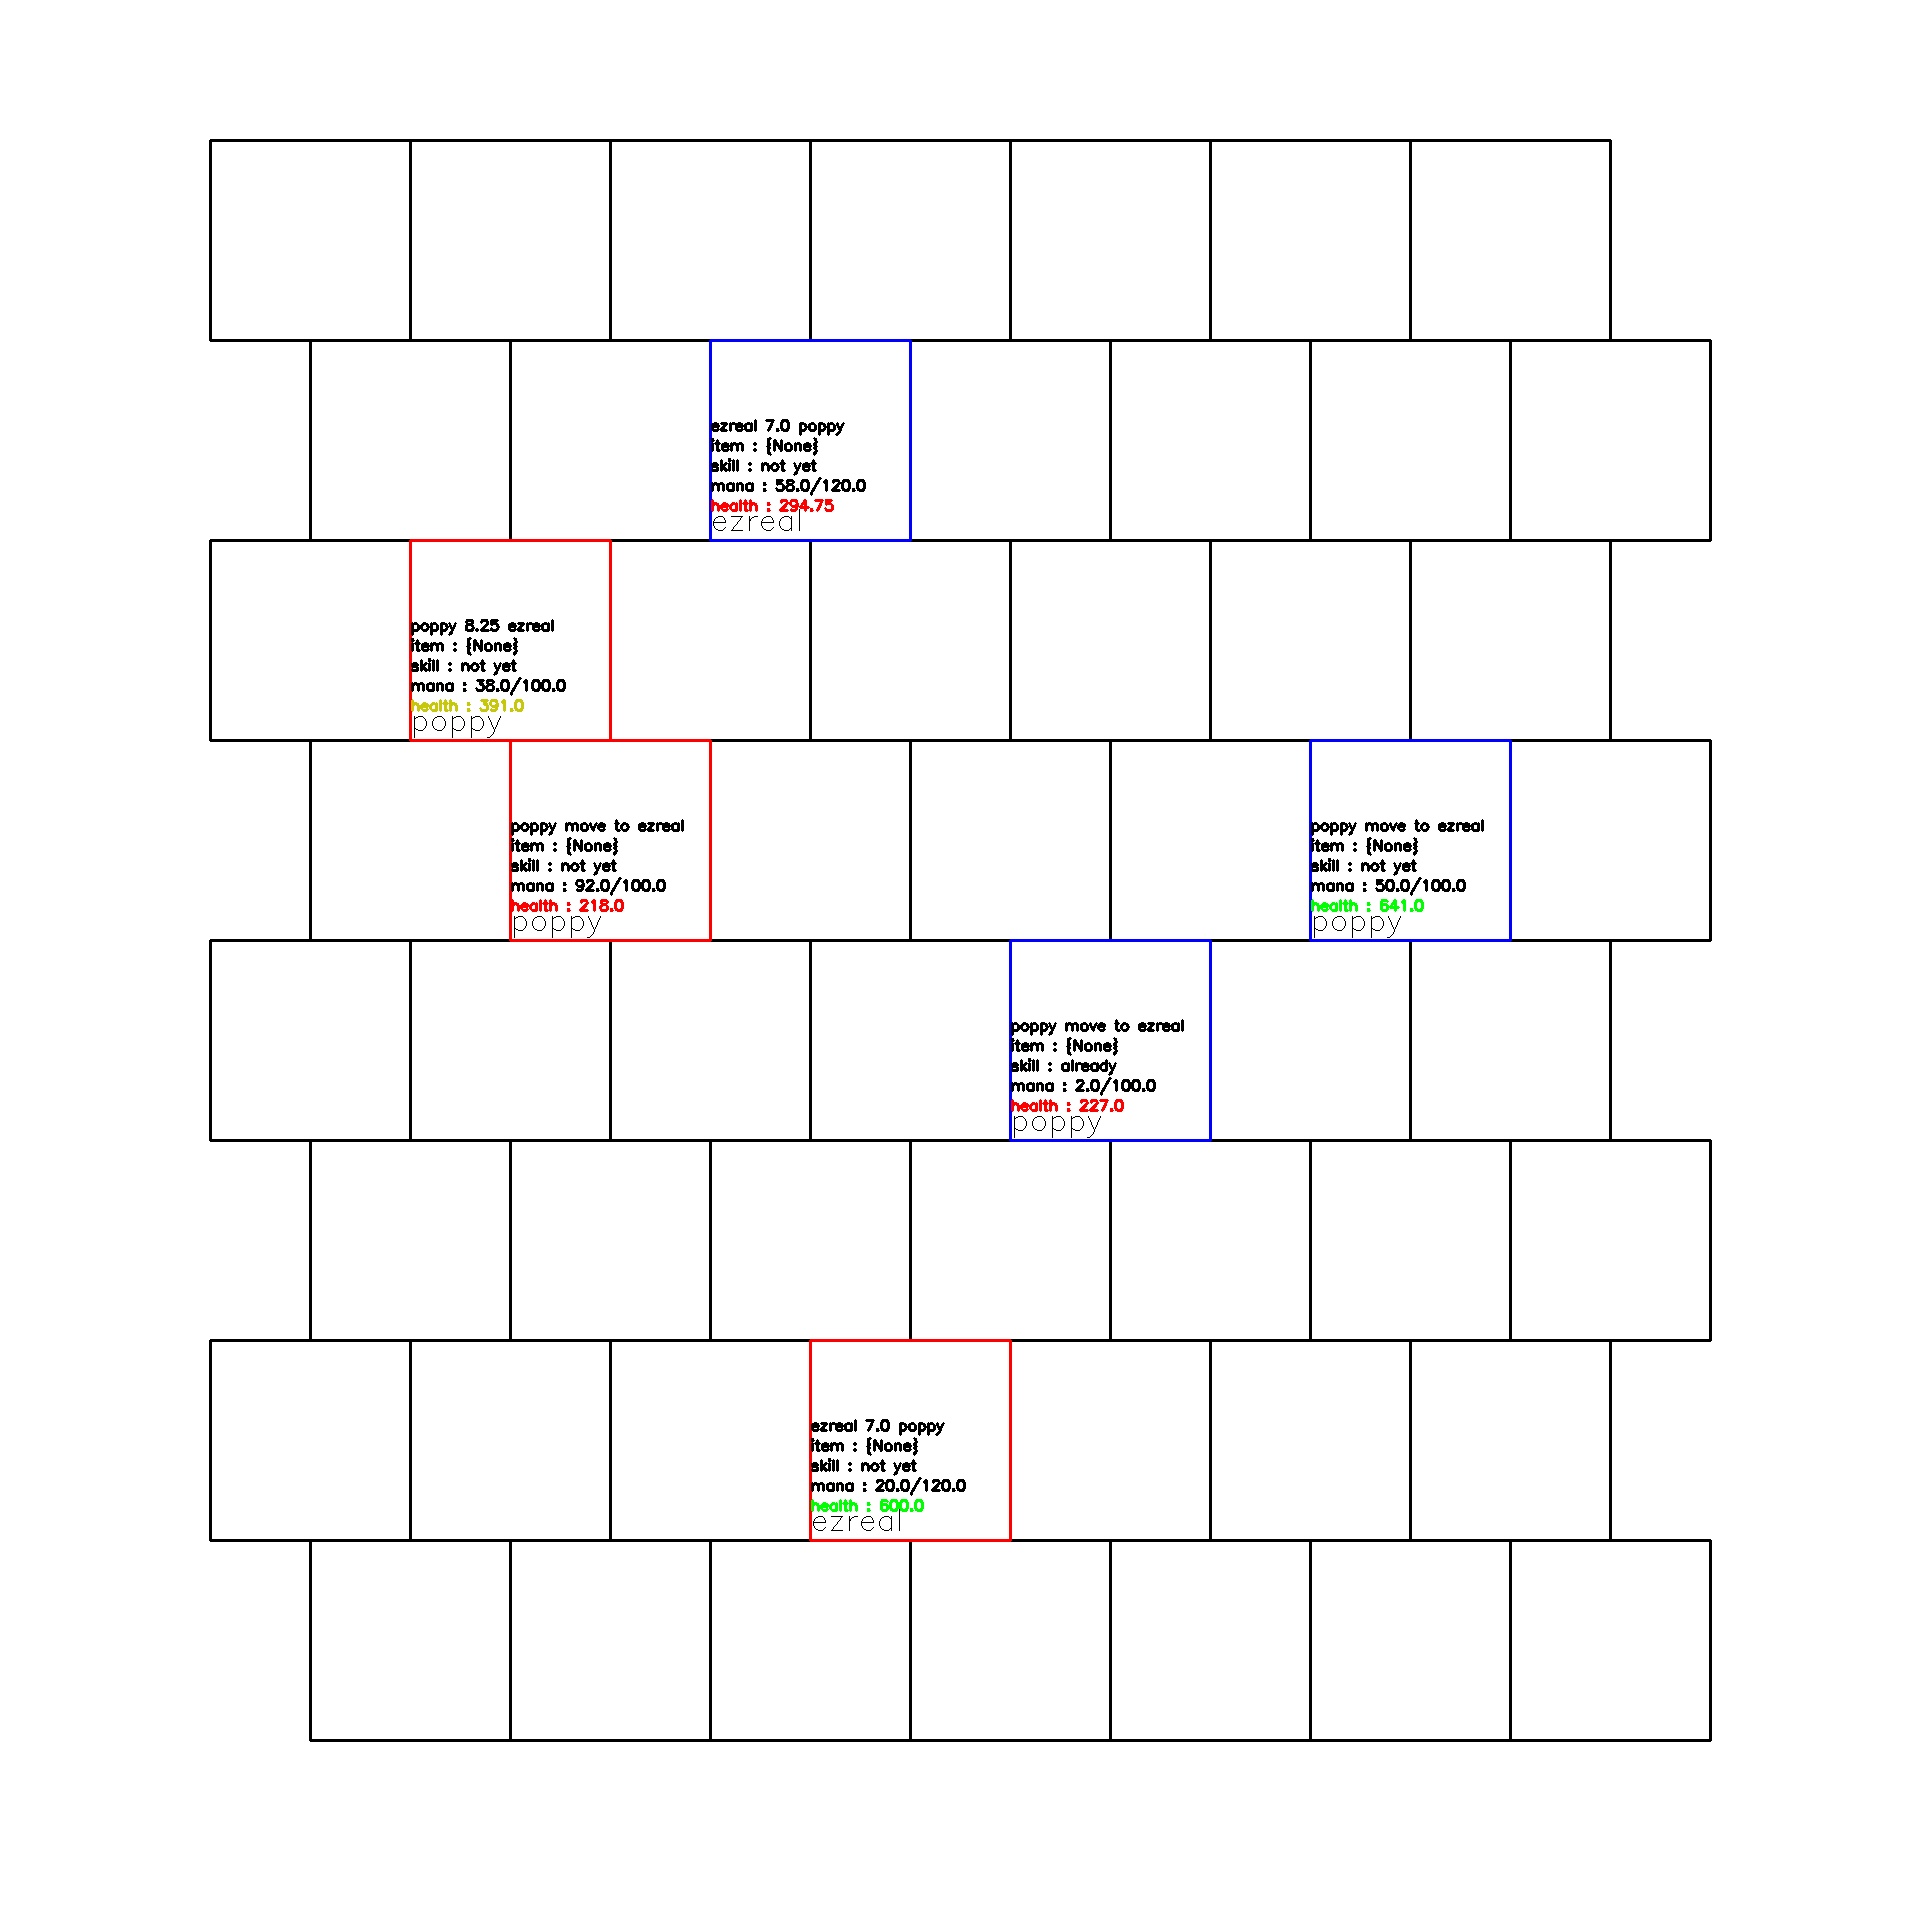 ezreal 7.0 poppy
item : {None}
skill : not yet
mana : 58.0/120.0
health : 294.75
ezreal
poppy 8.25 ezreal
item : {None}
skill : not yet
mana : 38.0/100.0
health : 391.0
poppy
poppy move to ezreal
item : {None}
skill : not yet
mana : 92.0/100.0
health : 218.0
poppy
poppy move to ezreal
item : {None}
skill : not yet
mana : 50.0/100.0
health : 641.0
poppy
poppy move to ezreal
item : {None}
skill : already
mana : 2.0/100.0
health : 227.0
poppy
ezreal 7.0 poppy
item : {None}
skill : not yet
mana : 20.0/120.0
health : 600.0
ezreal